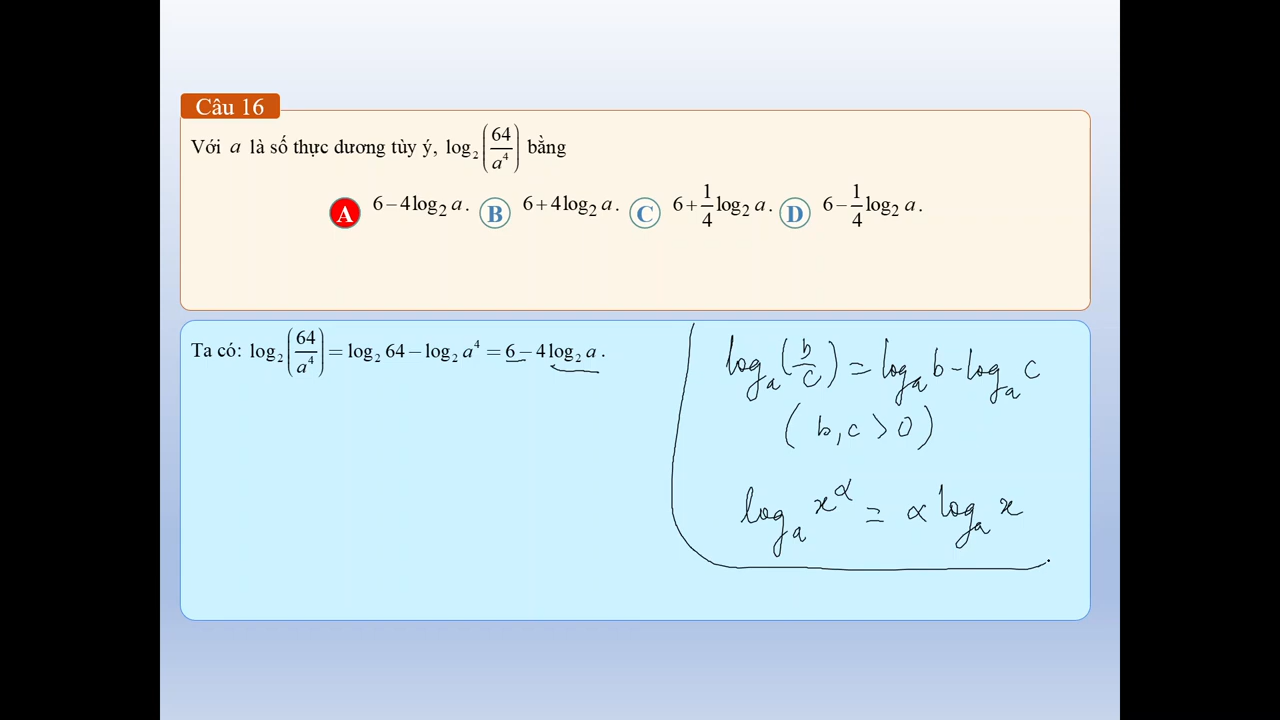 Câu 16
Với a là số thực dương tùy ý, log₂(64/a⁴) bằng
A 6 − 4log₂ a. B 6 + 4log₂ a. C 6 + 1/4 log₂ a. D 6 − 1/4 log₂ a.
Ta có: log₂(64/a⁴) = log₂ 64 − log₂ a⁴ = 6 − 4log₂ a.
logₐ(b/c) = logₐ b − logₐ c
(b, c > 0)
logₐ x^α = α logₐ x